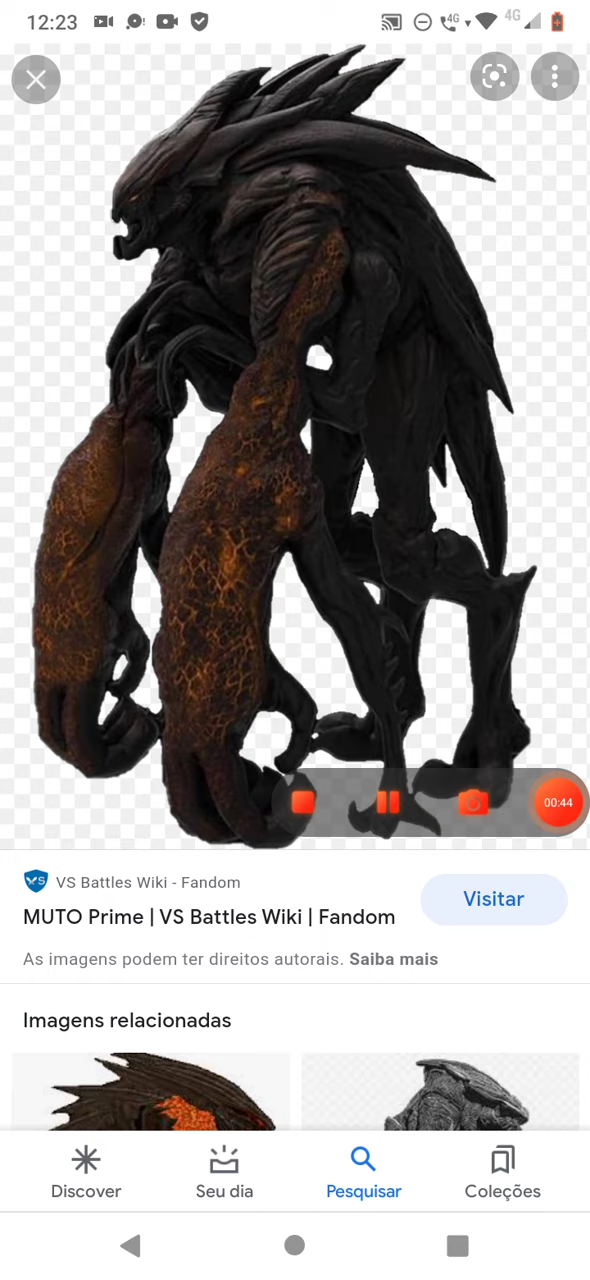 12:23
4G
4G
00:44
VS Battles Wiki - Fandom
Visitar
MUTO Prime | VS Battles Wiki | Fandom
As imagens podem ter direitos autorais. Saiba mais
Imagens relacionadas
Discover
Seu dia
Pesquisar
Coleções